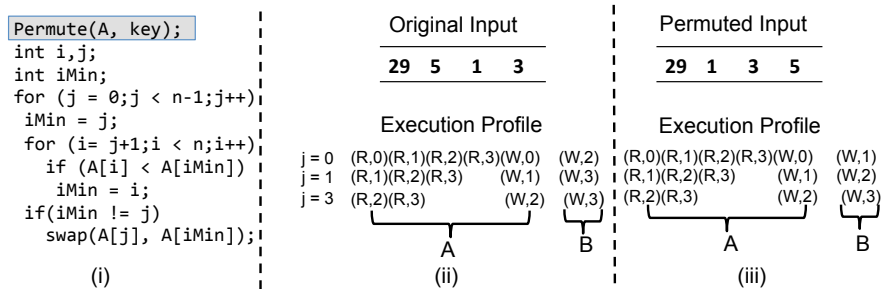 Permute(A, key);
int i,j;
int iMin;
for (j = 0;j < n-1;j++)
iMin = j;
for (i= j+1;i < n;i++)
if (A[i] < A[iMin])
iMin = i;
if(iMin != j)
swap(A[j], A[iMin]);
(i)
Original Input
29 5 1 3
Execution Profile
j = 0 (R,0)(R,1)(R,2)(R,3)(W,0) (W,2)
j = 1 (R,1)(R,2)(R,3) (W,1) (W,3)
j = 3 (R,2)(R,3) (W,2) (W,3)
A B
(ii)
Permuted Input
29 1 3 5
Execution Profile
(R,0)(R,1)(R,2)(R,3)(W,0) (W,1)
(R,1)(R,2)(R,3) (W,1) (W,2)
(R,2)(R,3) (W,2) (W,3)
A B
(iii)